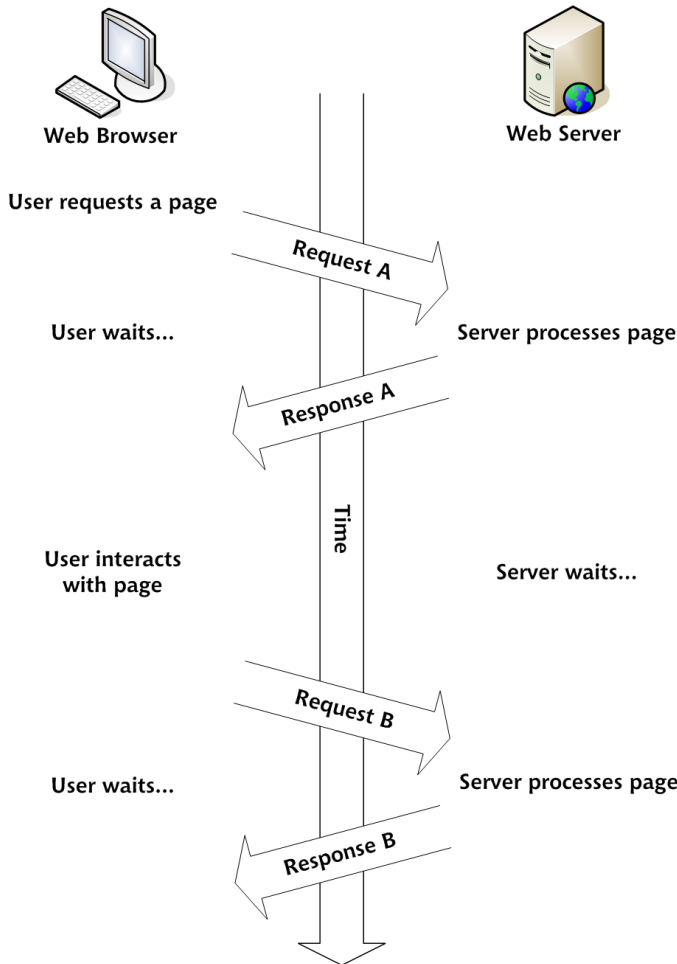 Web Browser
Web Server
User requests a page
Request A
User waits...
Server processes page
Response A
Time
User interacts
with page
Server waits...
Request B
User waits...
Server processes page
Response B